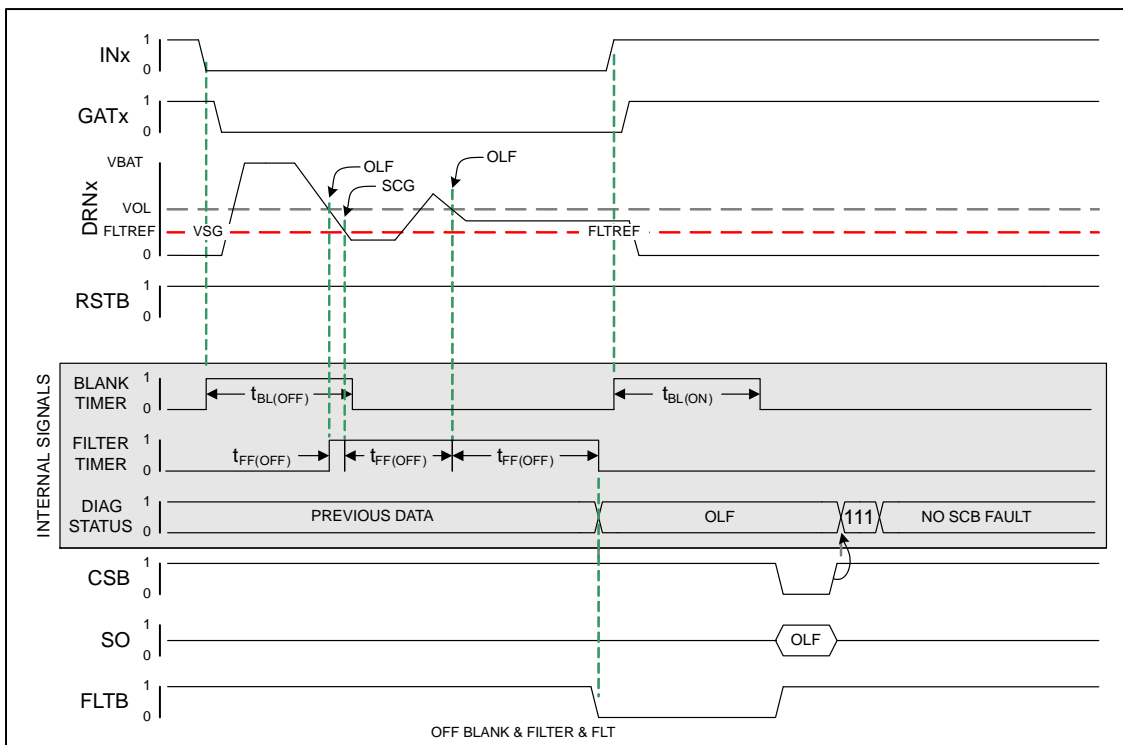 INx 1 0
GATx 1 0
DRNx VBAT VOL FLTREF VSG
OLF
SCG
OLF
FLTREF
RSTB 1 0
INTERNAL SIGNALS
BLANK TIMER 1 0
tBL(OFF)
tBL(ON)
FILTER TIMER 1 0
tFF(OFF) tFF(OFF) tFF(OFF)
DIAG STATUS 1 0
PREVIOUS DATA OLF 111 NO SCB FAULT
CSB 1 0
SO 1 0
OLF
FLTB 1 0
OFF BLANK & FILTER & FLT